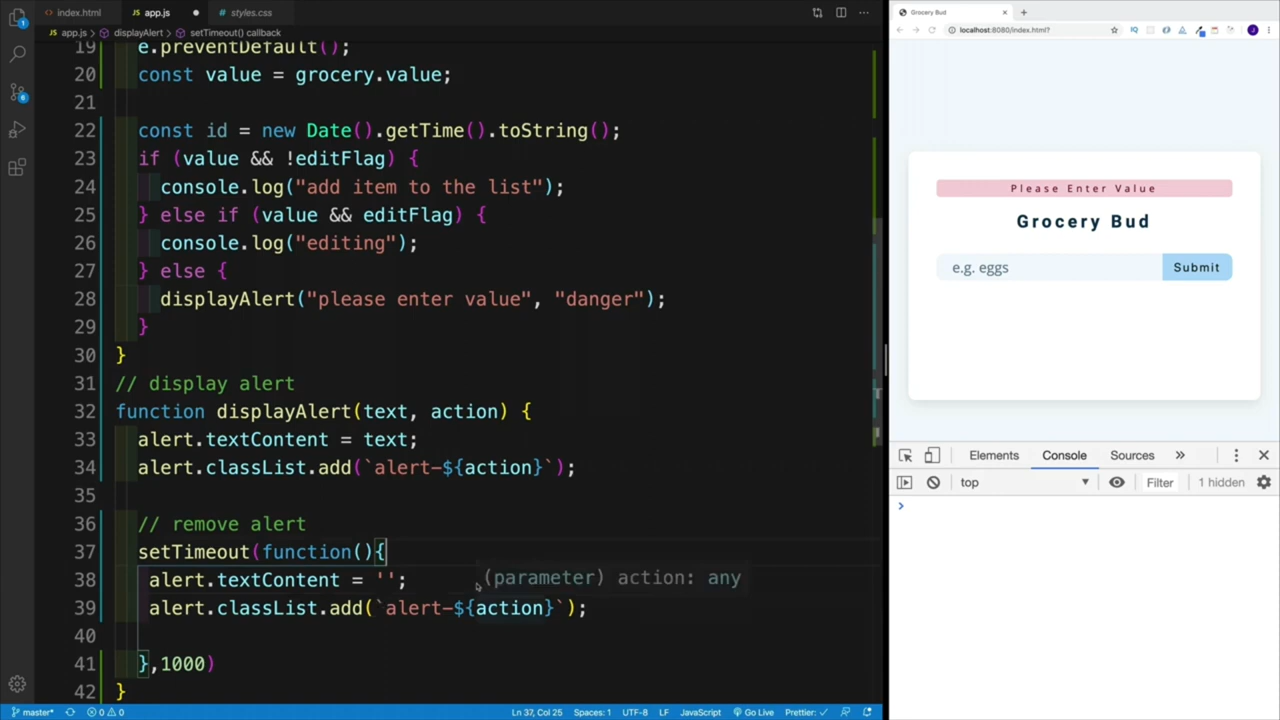 index.html
app.js
styles.css
app.js > displayAlert > setTimeout() callback
19 e.preventDefault();
20 const value = grocery.value;
21
22 const id = new Date().getTime().toString();
23 if (value && !editFlag) {
24 console.log("add item to the list");
25 } else if (value && editFlag) {
26 console.log("editing");
27 } else {
28 displayAlert("please enter value", "danger");
29 }
30 }
31 // display alert
32 function displayAlert(text, action) {
33 alert.textContent = text;
34 alert.classList.add(`alert-${action}`);
35
36 // remove alert
37 setTimeout(function(){
38 alert.textContent = '';
(parameter) action: any
39 alert.classList.add(`alert-${action}`);
40
41 },1000)
42 }
1
6
master*
0 0
Ln 37, Col 25
Spaces: 1
UTF-8
LF
JavaScript
Go Live
Prettier: ✓
Grocery Bud
localhost:8080/index.html?
J
Please Enter Value
Grocery Bud
e.g. eggs
Submit
Elements
Console
Sources
»
top
Filter
1 hidden